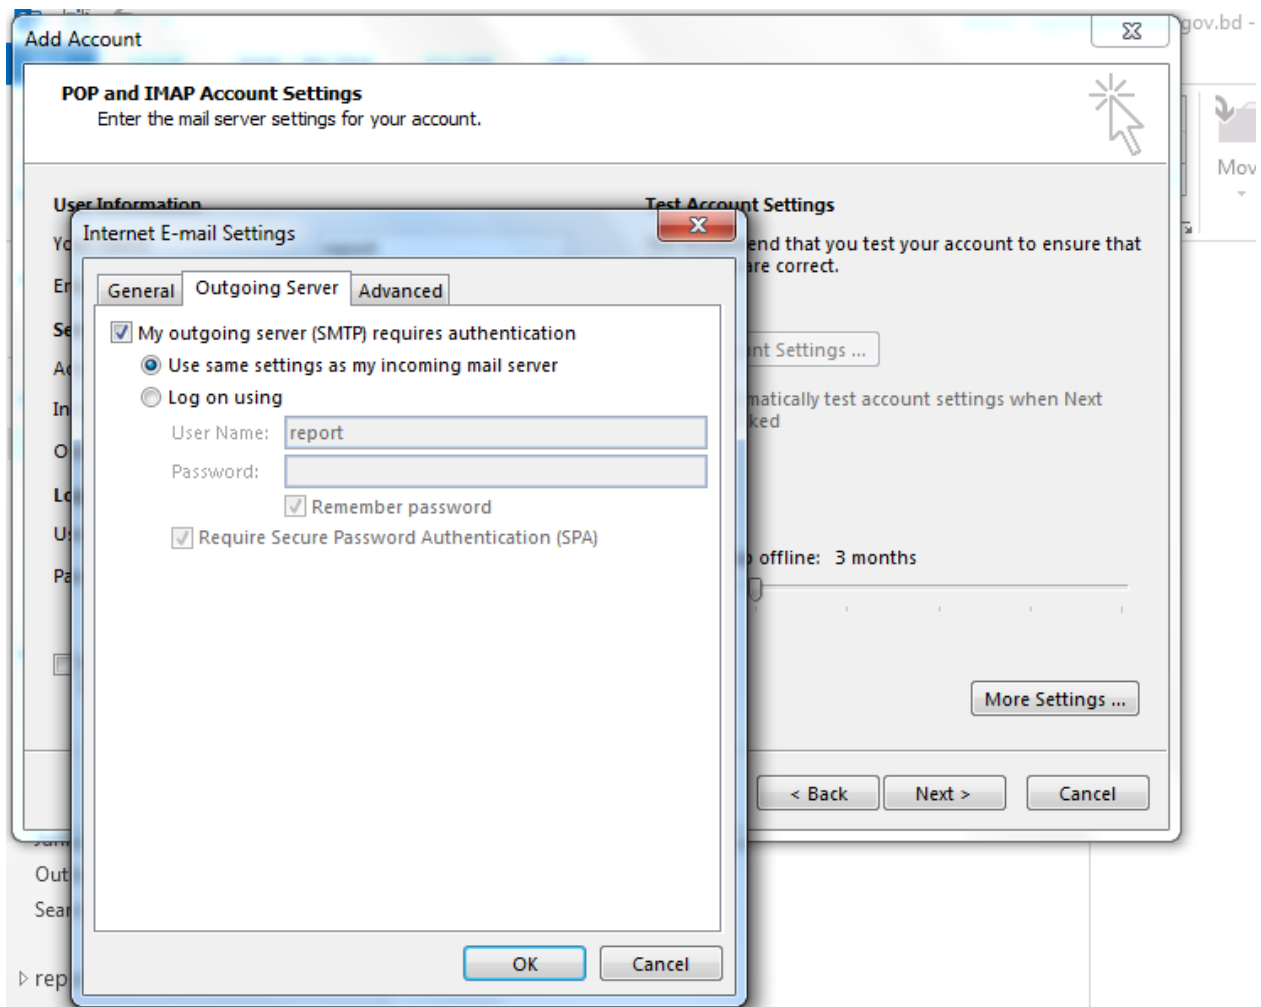 gov.bd -
Add Account
POP and IMAP Account Settings
Enter the mail server settings for your account.
Mov
User Information
Test Account Settings
Internet E-mail Settings
end that you test your account to ensure that
are correct.
General
Outgoing Server
Advanced
My outgoing server (SMTP) requires authentication
Use same settings as my incoming mail server
nt Settings ...
Log on using
matically test account settings when Next
ked
User Name:
report
Password:
Remember password
Require Secure Password Authentication (SPA)
offline: 3 months
More Settings ...
< Back
Next >
Cancel
Out
Sear
OK
Cancel
rep